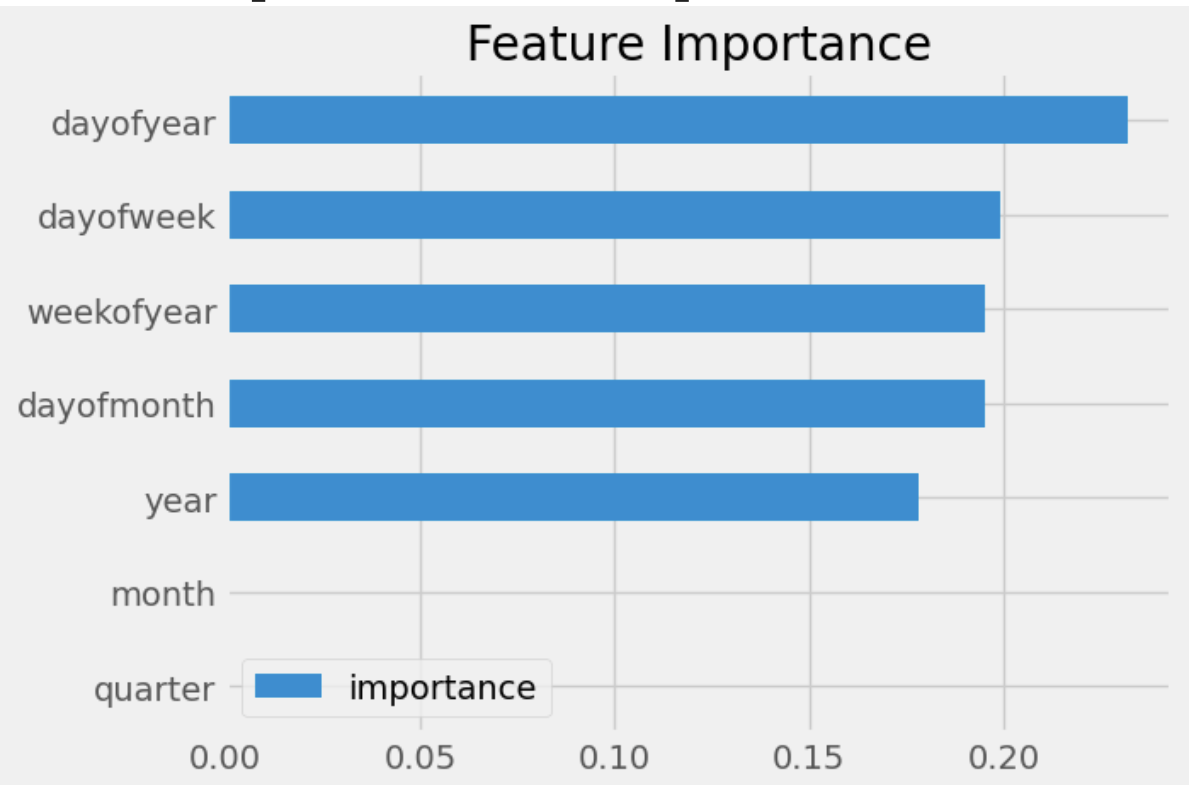 Feature Importance
dayofyear
dayofweek
weekofyear
dayofmonth
year
month
quarter
importance
0.00 0.05 0.10 0.15 0.20